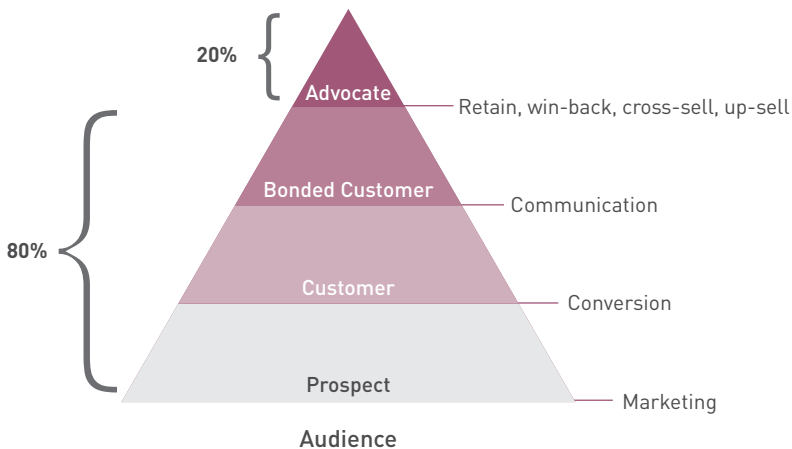 20%
Advocate
Retain, win-back, cross-sell, up-sell
Bonded Customer
Communication
80%
Customer
Conversion
Prospect
Marketing
Audience